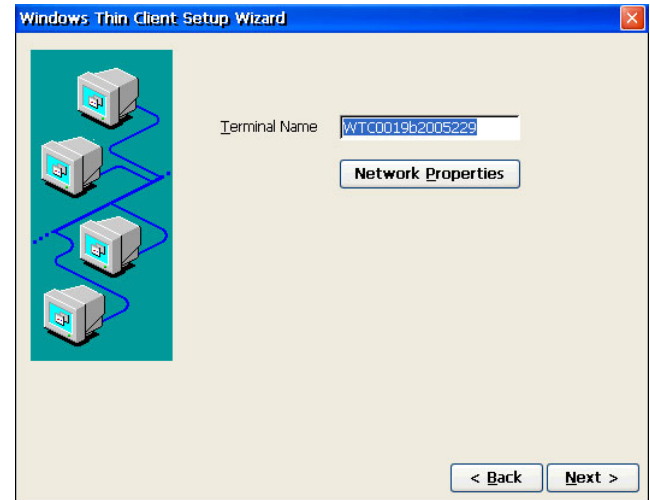 Windows Thin Client Setup Wizard
Terminal Name WTC0019b2005229
Network Properties
< Back Next >